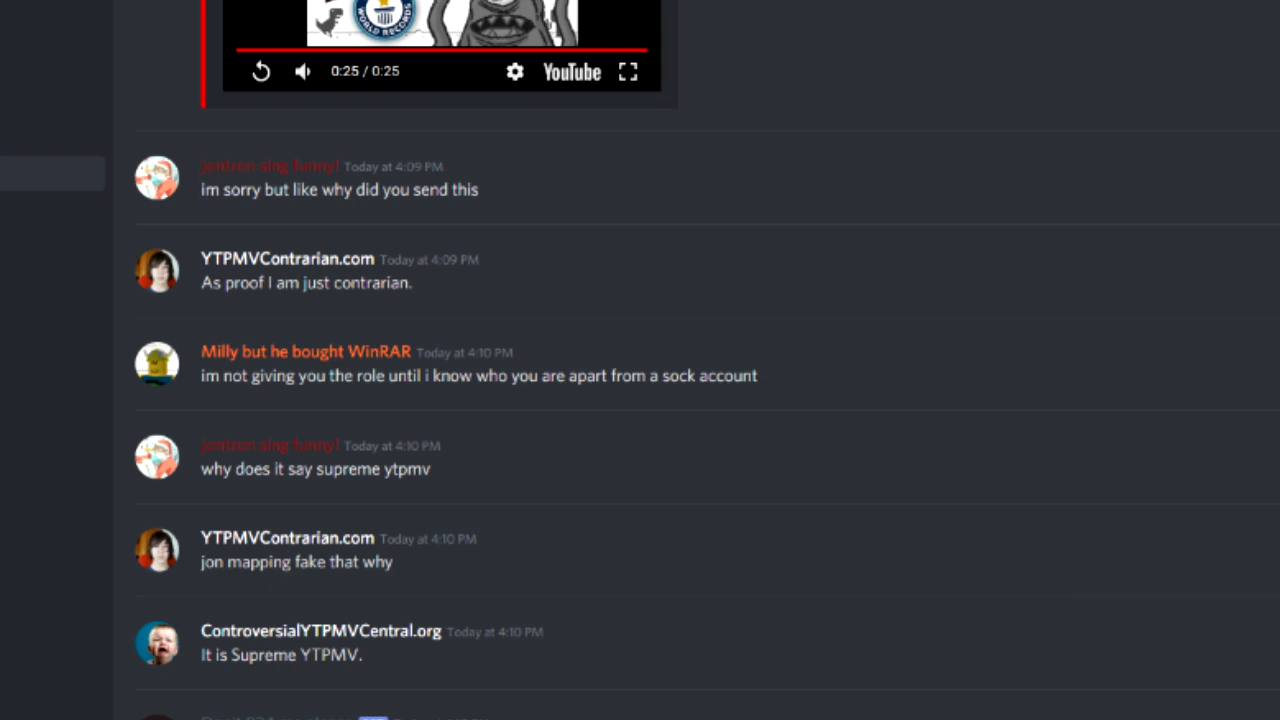 WORLD RECORDS
0:25 / 0:25
YouTube
jontron sing funny! Today at 4:09 PM
im sorry but like why did you send this
YTPMVContrarian.com Today at 4:09 PM
As proof I am just contrarian.
Milly but he bought WinRAR Today at 4:10 PM
im not giving you the role until i know who you are apart from a sock account
jontron sing funny! Today at 4:10 PM
why does it say supreme ytpmv
YTPMVContrarian.com Today at 4:10 PM
jon mapping fake that why
ControversialYTPMVCentral.org Today at 4:10 PM
It is Supreme YTPMV.